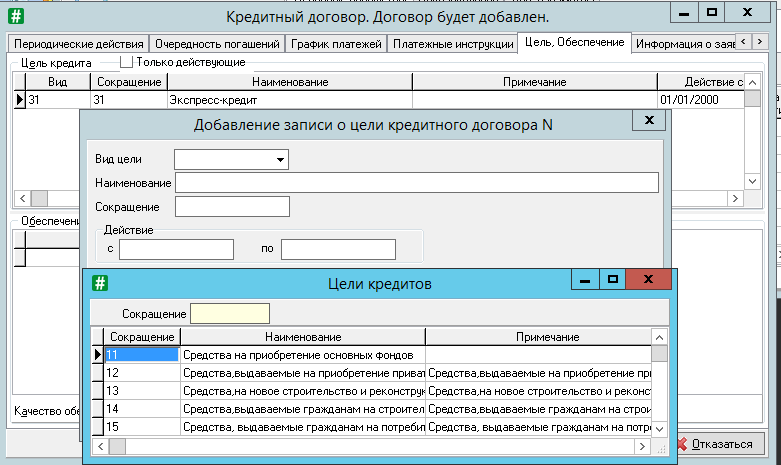 Кредитный договор. Договор будет добавлен.
Периодические действия Очередность погашений График платежей Платежные инструкции Цель, Обеспечение Информация о заяв
Цель кредита Только действующие
Вид Сокращение Наименование Примечание Действие с
31 31 Экспресс-кредит 01/01/2000
Добавление записи о цели кредитного договора N
Вид цели
Наименование
Сокращение
Действие
с по
Обеспечени
Цели кредитов
Сокращение
Сокращение Наименование Примечание
11 Средства на приобретение основных фондов
12 Средства,выдаваемые на приобретение приват Средства,выдаваемые на приобретение при
13 Средства,на новое строительство и реконструк Средства,на новое строительство и реконс
14 Средства,выдаваемые гражданам на строител Средства,выдаваемые гражданам на строи
15 Средства, выдаваемые гражданам на потреби Средства, выдаваемые гражданам на потре
Качество обе
Отказаться